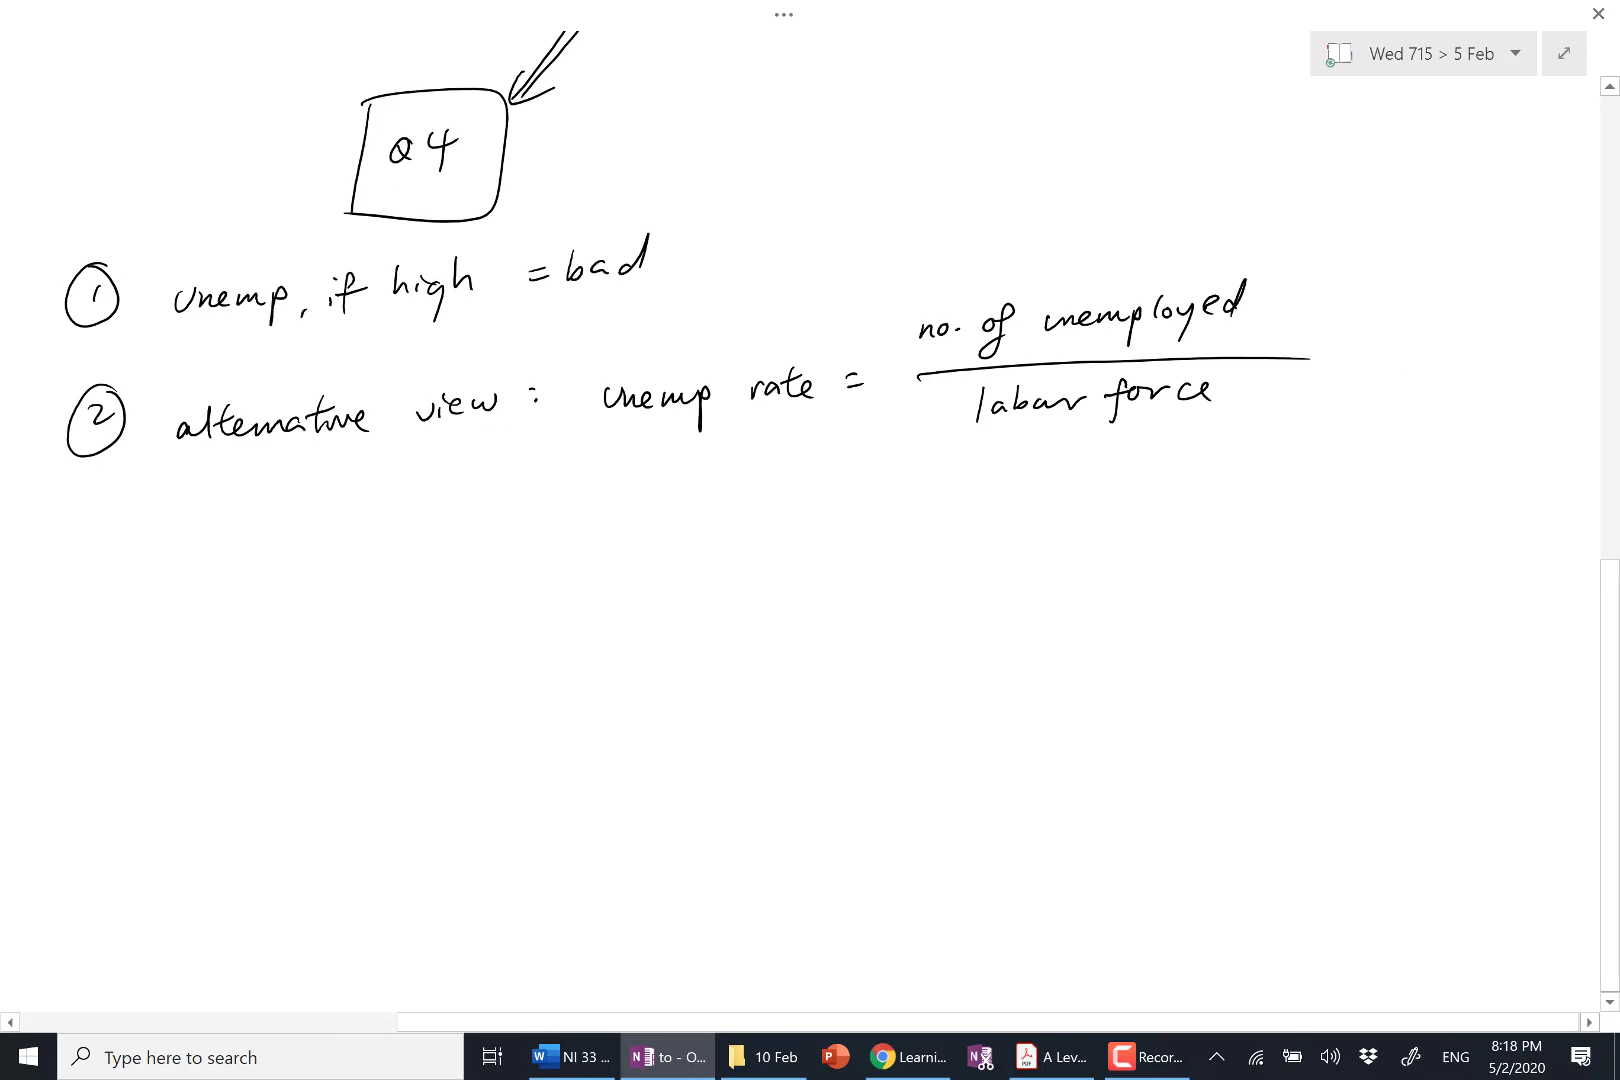 ...
Wed 715 > 5 Feb
Q4
① unemp, if high = bad
no. of unemployed
② alternative view : unemp rate =
labour force
Type here to search
NI 33 ...
to - O...
10 Feb
Learni...
A Lev...
Recor...
ENG
8:18 PM
5/2/2020